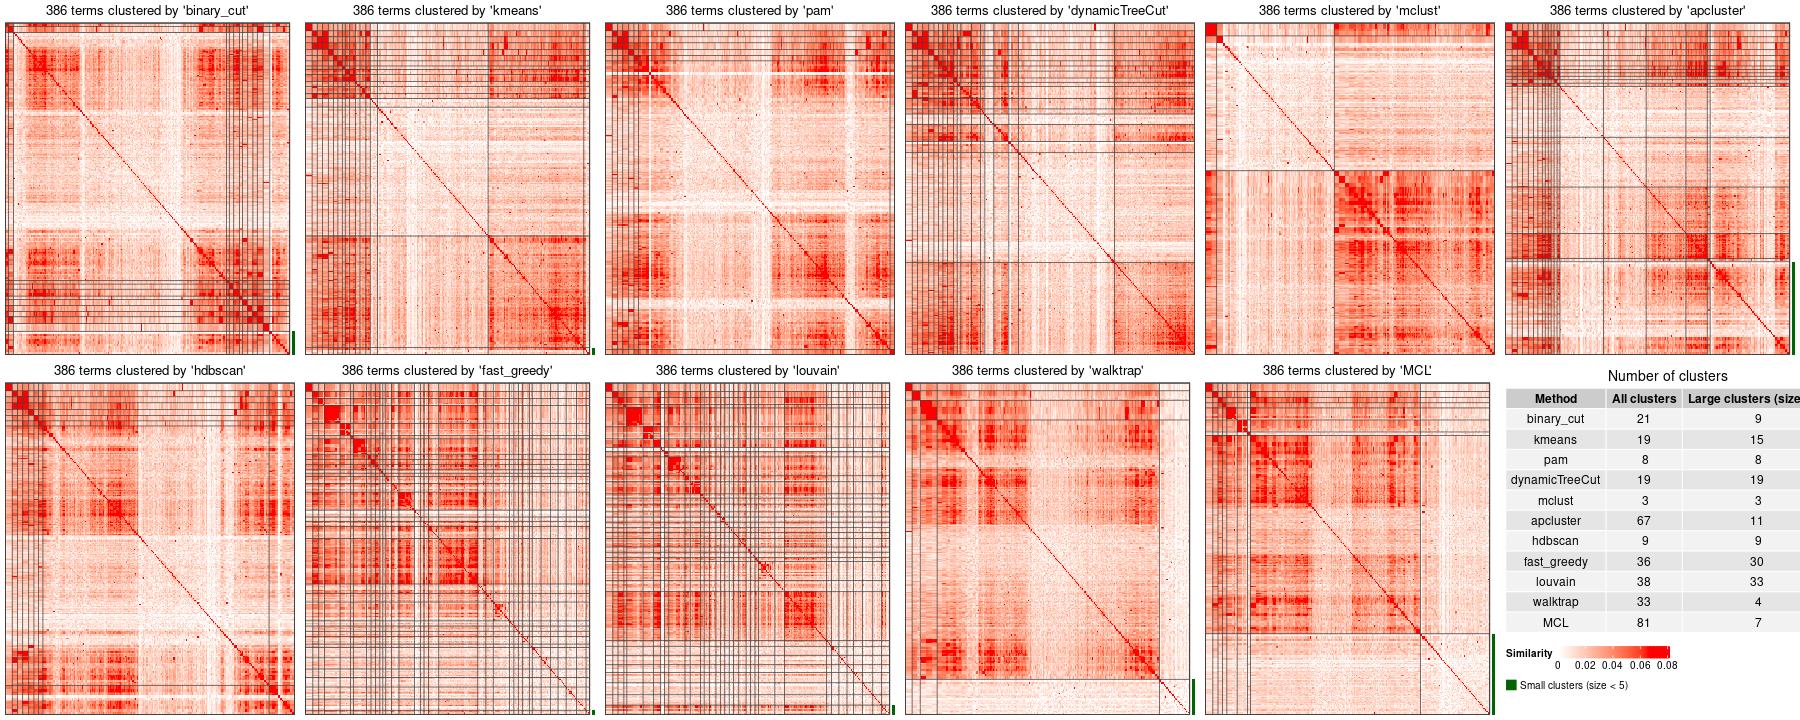 386 terms clustered by 'binary_cut'
386 terms clustered by 'kmeans'
386 terms clustered by 'pam'
386 terms clustered by 'dynamicTreeCut'
386 terms clustered by 'mclust'
386 terms clustered by 'apcluster'
386 terms clustered by 'hdbscan'
386 terms clustered by 'fast_greedy'
386 terms clustered by 'louvain'
386 terms clustered by 'walktrap'
386 terms clustered by 'MCL'
Number of clusters
Method All clusters Large clusters (size
binary_cut 21 9
kmeans 19 15
pam 8 8
dynamicTreeCut 19 19
mclust 3 3
apcluster 67 11
hdbscan 9 9
fast_greedy 36 30
louvain 38 33
walktrap 33 4
MCL 81 7
Similarity
0 0.02 0.04 0.06 0.08
Small clusters (size < 5)